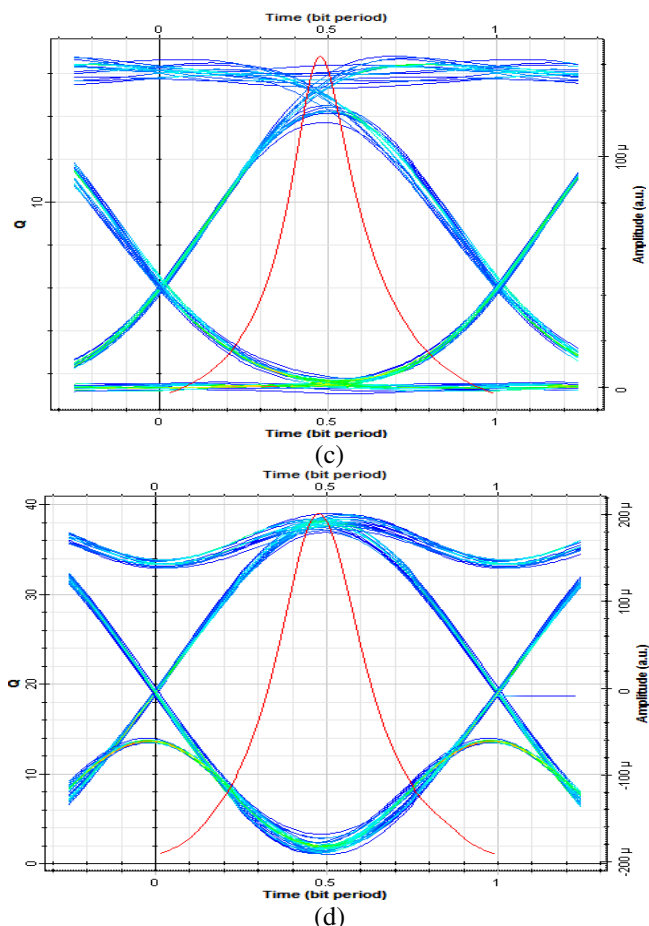 Time (bit period)
0 0.5 1
Q
10
100 µ
0
Amplitude (a.u.)
0 0.5 1
Time (bit period)
(c)
Time (bit period)
0 0.5 1
Q
40
30
20
10
0
200 µ
100 µ
0
-100 µ
-200 µ
Amplitude (a.u.)
0 0.5 1
Time (bit period)
(d)